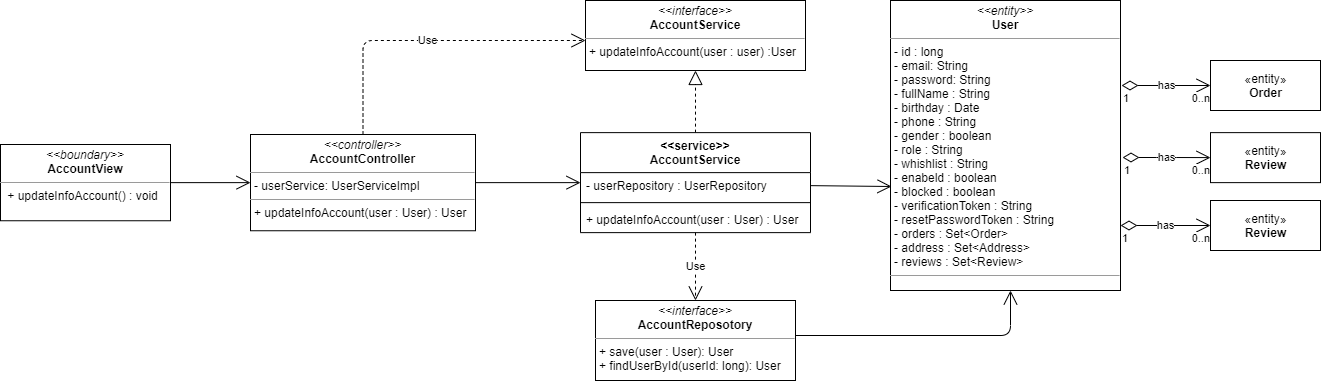 <<boundary>>
AccountView
+ updateInfoAccount() : void
<<controller>>
AccountController
- userService: UserServiceImpl
+ updateInfoAccount(user : User) : User
Use
<<interface>>
AccountService
+ updateInfoAccount(user : user) :User
<<service>>
AccountService
- userRepository : UserRepository
+ updateInfoAccount(user : User) : User
Use
<<interface>>
AccountReposotory
+ save(user : User): User
+ findUserById(userId: long): User
<<entity>>
User
- id : long
- email: String
- password: String
- fullName : String
- birthday : Date
- phone : String
- gender : boolean
- role : String
- whishlist : String
- enabeld : boolean
- blocked : boolean
- verificationToken : String
- resetPasswordToken : String
- orders : Set<Order>
- address : Set<Address>
- reviews : Set<Review>
has
1
0..n
«entity»
Order
has
1
0..n
«entity»
Review
has
1
0..n
«entity»
Review